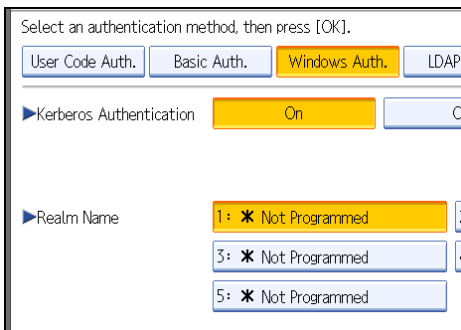 Select an authentication method, then press [OK].
User Code Auth. Basic Auth. Windows Auth. LDAP
▶Kerberos Authentication On
▶Realm Name 1: ✱ Not Programmed
3: ✱ Not Programmed
5: ✱ Not Programmed